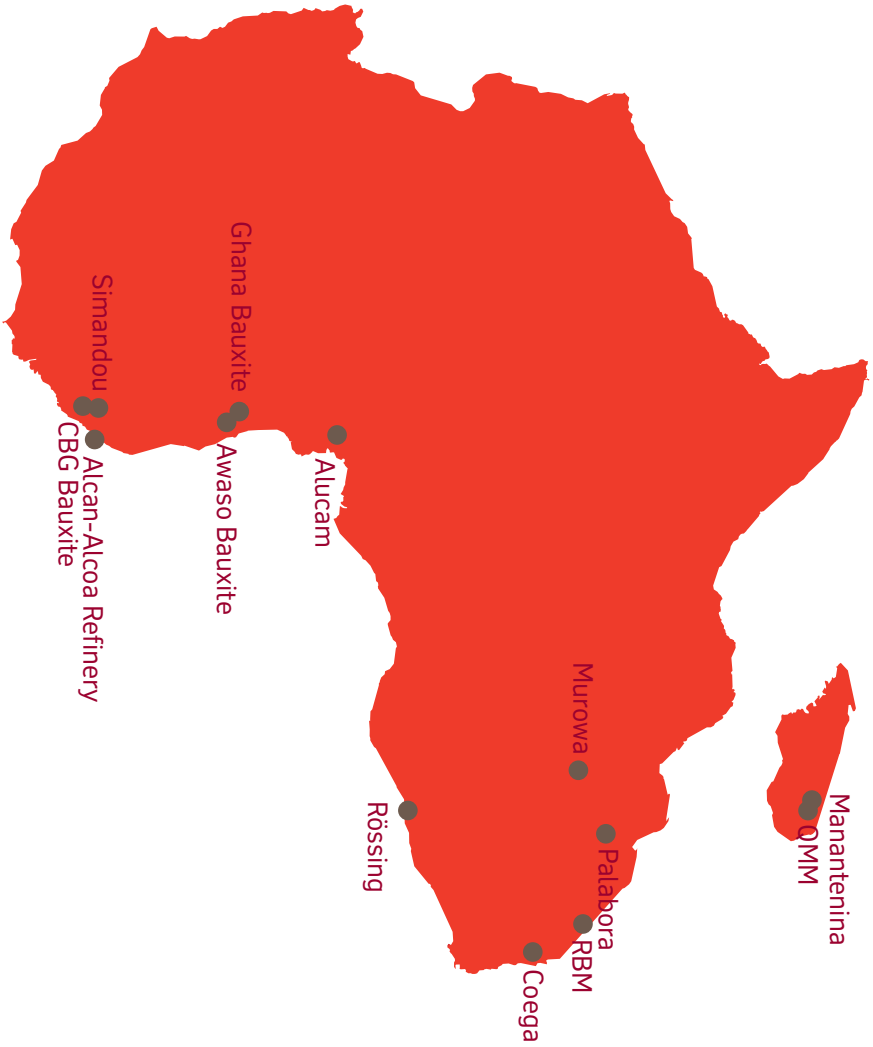 Simandou
Ghana Bauxite
CBG Bauxite
Alcan-Alcoa Refinery
Awaso Bauxite
Alucam
Murowa
Rössing
Palabora
RBM
Coega
Manantenina
QMM